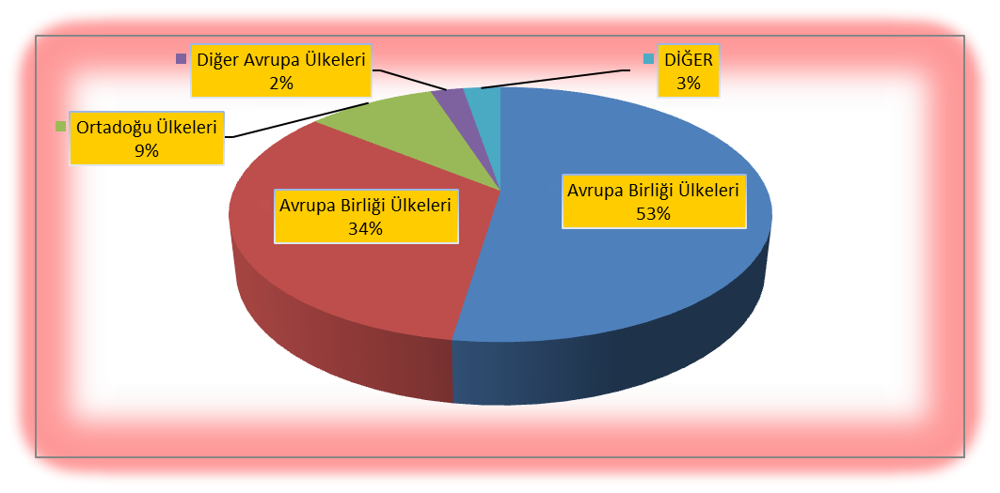 Diğer Avrupa Ülkeleri
2%
DİĞER
3%
Ortadoğu Ülkeleri
9%
Avrupa Birliği Ülkeleri
34%
Avrupa Birliği Ülkeleri
53%